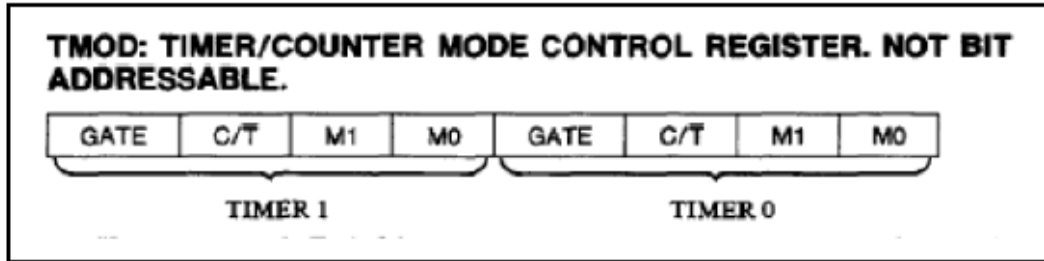 TMOD: TIMER/COUNTER MODE CONTROL REGISTER. NOT BIT
ADDRESSABLE.
GATE C/T̅ M1 M0 GATE C/T̅ M1 M0
TIMER 1 TIMER 0